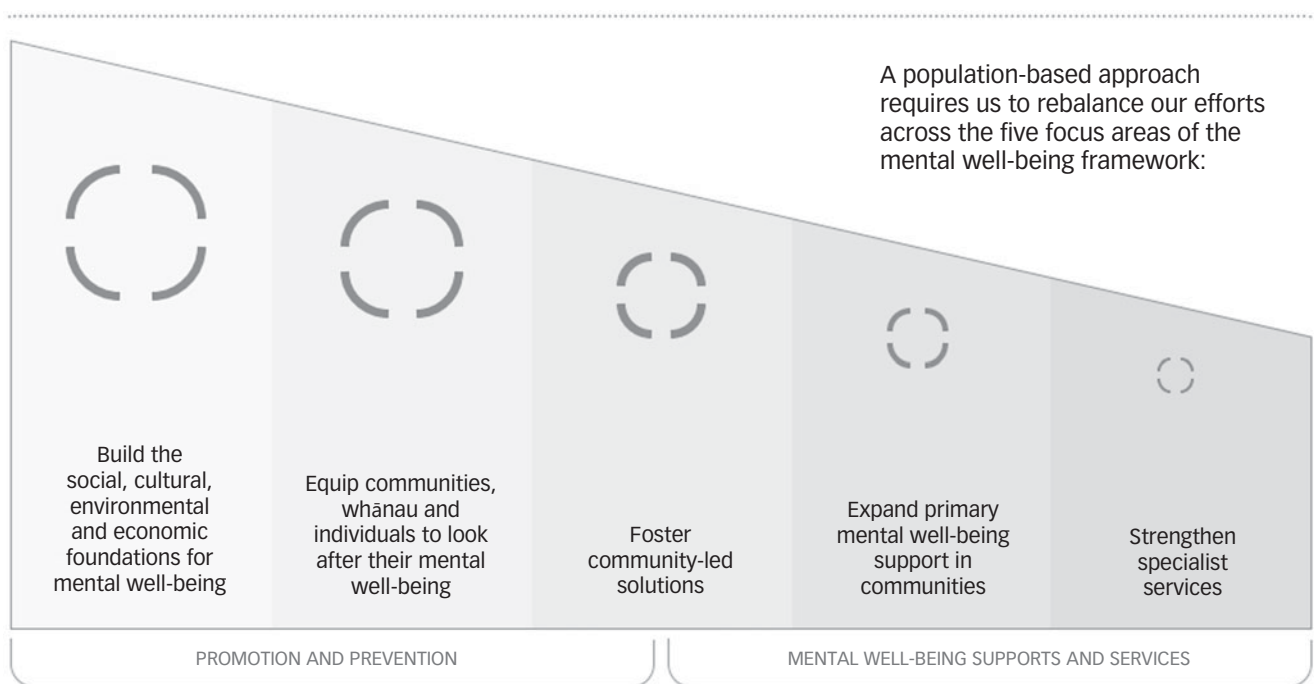 A population-based approach
requires us to rebalance our efforts
across the five focus areas of the
mental well-being framework:
Build the
social, cultural,
environmental
and economic
foundations for
mental well-being
Equip communities,
whānau and
individuals to look
after their mental
well-being
Foster
community-led
solutions
Expand primary
mental well-being
support in
communities
Strengthen
specialist
services
PROMOTION AND PREVENTION
MENTAL WELL-BEING SUPPORTS AND SERVICES